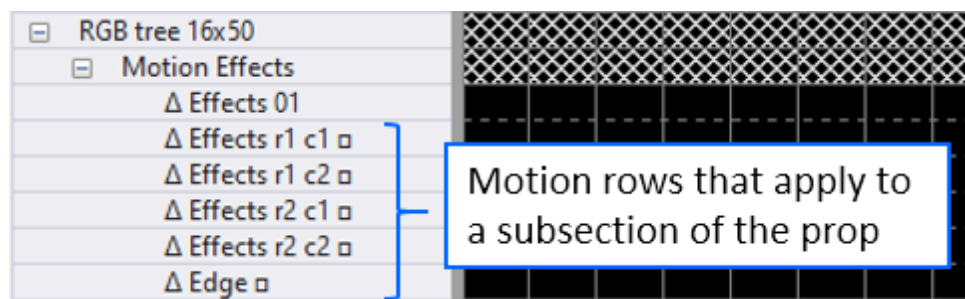 RGB tree 16x50
Motion Effects
Δ Effects 01
Δ Effects r1 c1 ▫
Δ Effects r1 c2 ▫
Δ Effects r2 c1 ▫
Δ Effects r2 c2 ▫
Δ Edge ▫
Motion rows that apply to
a subsection of the prop